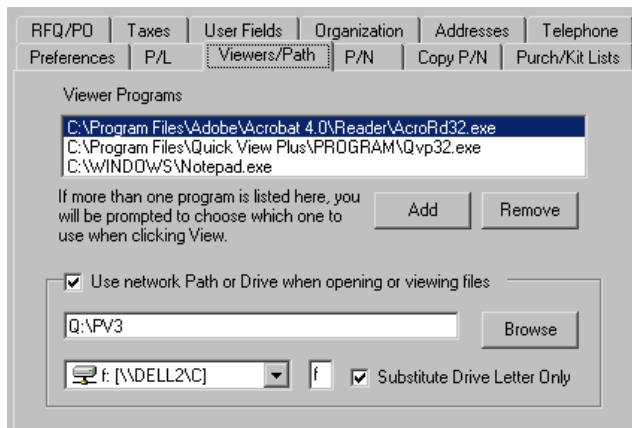 RFQ/PO Taxes User Fields Organization Addresses Telephone
Preferences P/L Viewers/Path P/N Copy P/N Purch/Kit Lists
Viewer Programs
C:\Program Files\Adobe\Acrobat 4.0\Reader\AcroRd32.exe
C:\Program Files\Quick View Plus\PROGRAM\Qvp32.exe
C:\WINDOWS\Notepad.exe
If more than one program is listed here, you
will be prompted to choose which one to
use when clicking View.
Add Remove
Use network Path or Drive when opening or viewing files
Q:\PV3
Browse
f: [\\DELL2\C] f Substitute Drive Letter Only